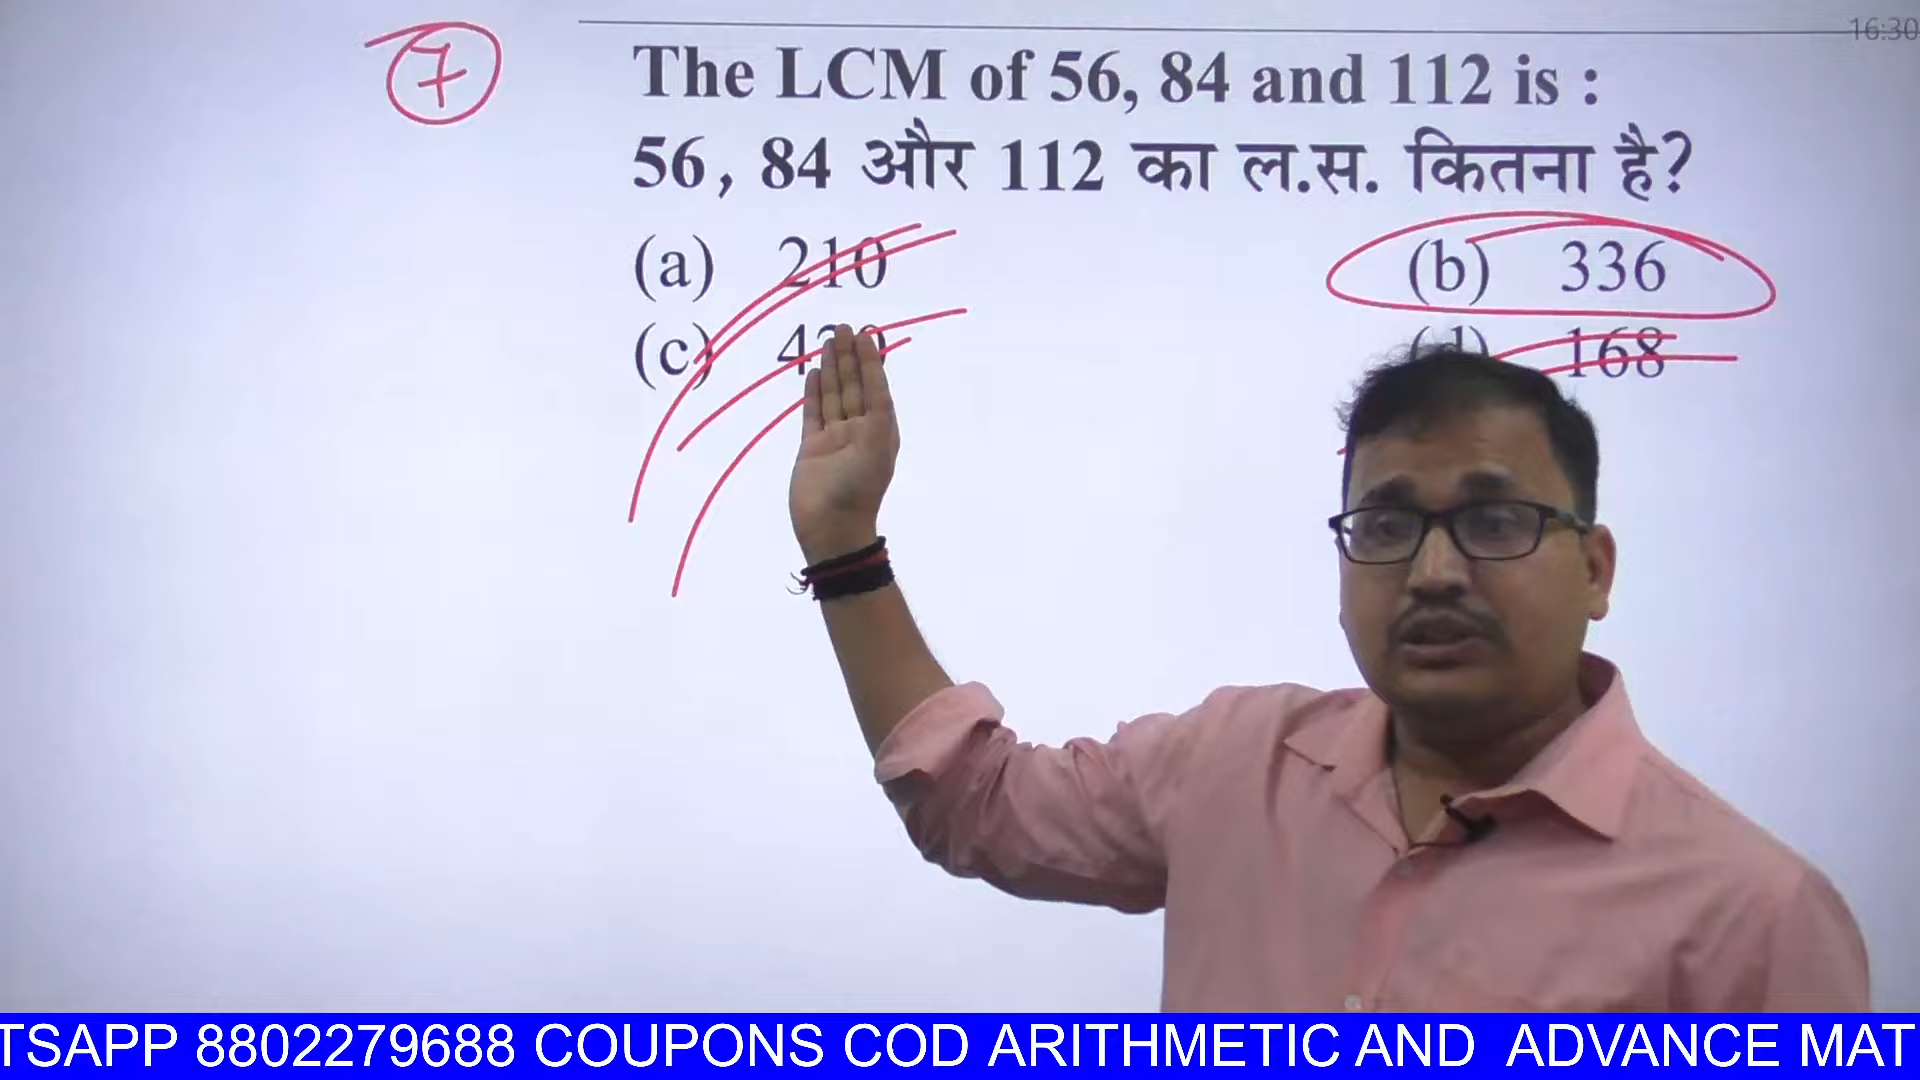 16:30
7
The LCM of 56, 84 and 112 is :
56, 84 और 112 का ल.स. कितना है?
(a) 210 (b) 336
(c) (d) 168
TSAPP 8802279688 COUPONS COD ARITHMETIC AND ADVANCE MAT